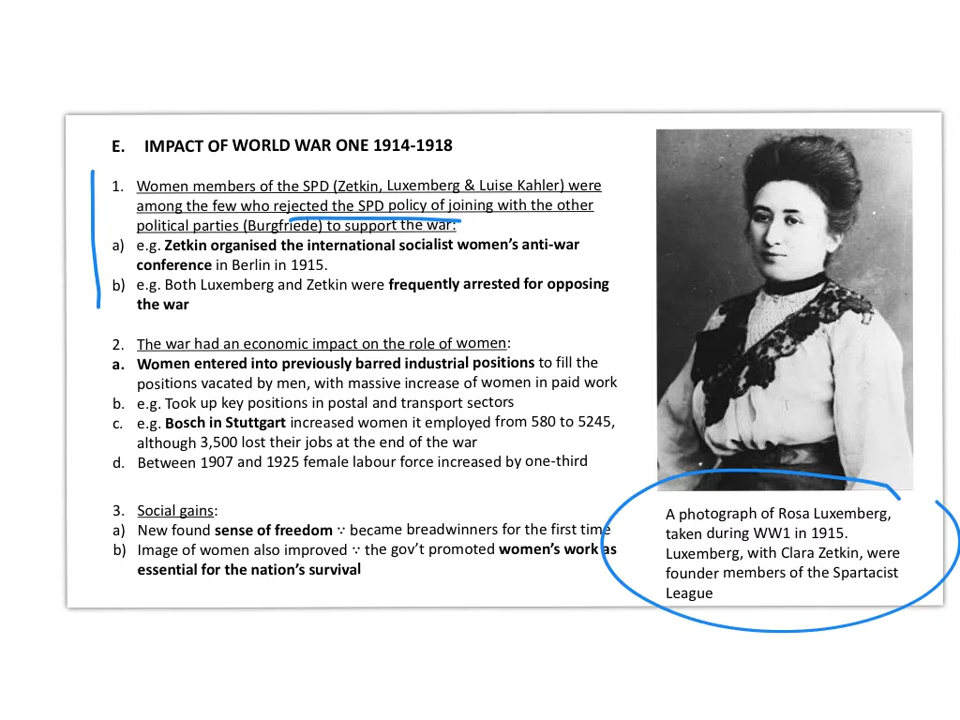 E. IMPACT OF WORLD WAR ONE 1914-1918
1. Women members of the SPD (Zetkin, Luxemberg & Luise Kahler) were
among the few who rejected the SPD policy of joining with the other
political parties (Burgfriede) to support the war:
a) e.g. Zetkin organised the international socialist women's anti-war
conference in Berlin in 1915.
b) e.g. Both Luxemberg and Zetkin were frequently arrested for opposing
the war
2. The war had an economic impact on the role of women:
a. Women entered into previously barred industrial positions to fill the
positions vacated by men, with massive increase of women in paid work
b. e.g. Took up key positions in postal and transport sectors
c. e.g. Bosch in Stuttgart increased women it employed from 580 to 5245,
although 3,500 lost their jobs at the end of the war
d. Between 1907 and 1925 female labour force increased by one-third
3. Social gains:
a) New found sense of freedom ∵ became breadwinners for the first time
b) Image of women also improved ∵ the gov't promoted women's work as
essential for the nation's survival
A photograph of Rosa Luxemberg,
taken during WW1 in 1915.
Luxemberg, with Clara Zetkin, were
founder members of the Spartacist
League